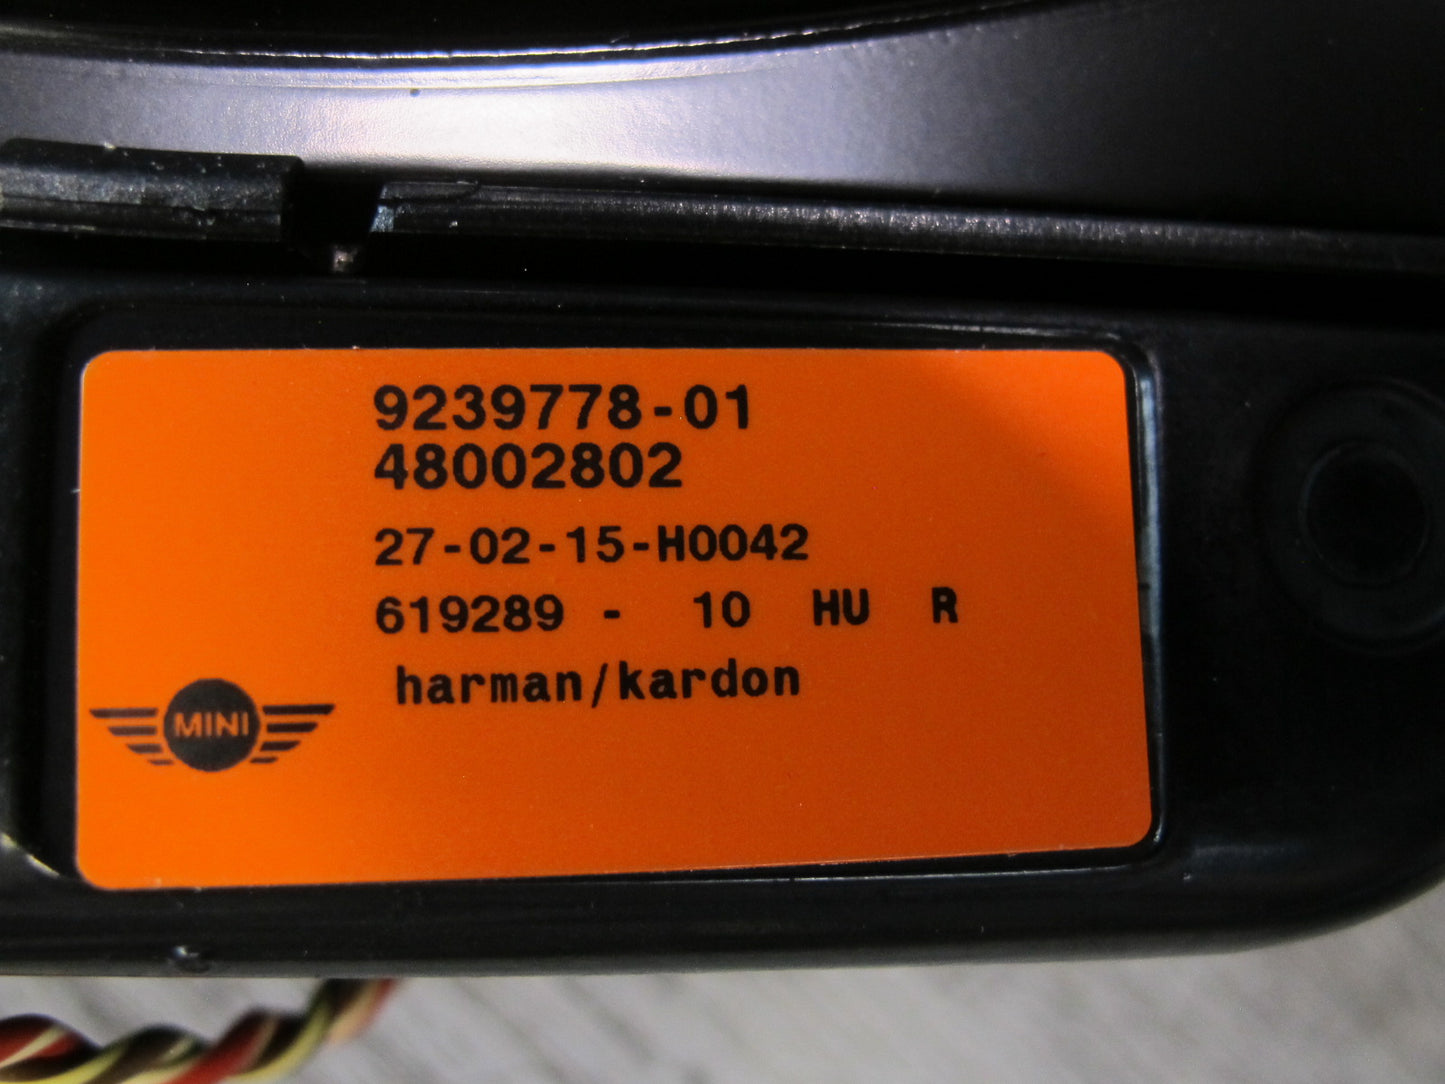 9239778-01
48002802
27-02-15-H0042
619289 - 10 HU R
harman/kardon
MINI